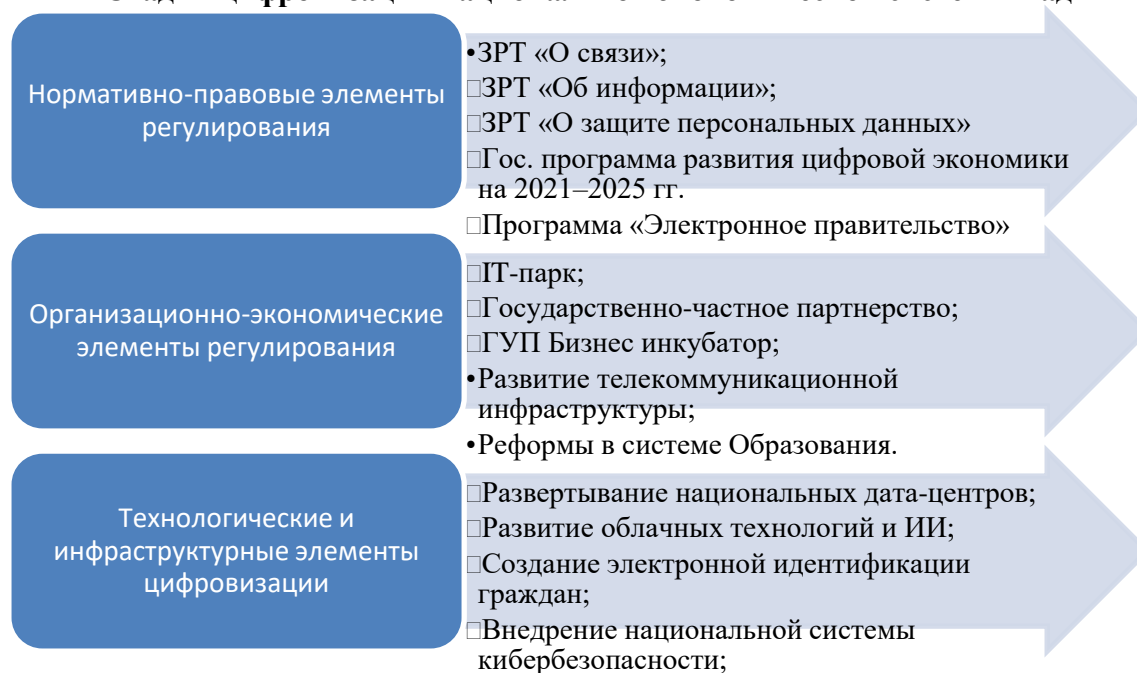 Нормативно-правовые элементы
регулирования
•ЗРТ «О связи»;
□ЗРТ «Об информации»;
□ЗРТ «О защите персональных данных»
□Гос. программа развития цифровой экономики
на 2021–2025 гг.
□Программа «Электронное правительство»
Организационно-экономические
элементы регулирования
□IT-парк;
□Государственно-частное партнерство;
□ГУП Бизнес инкубатор;
•Развитие телекоммуникационной
инфраструктуры;
•Реформы в системе Образования.
Технологические и
инфраструктурные элементы
цифровизации
□Развертывание национальных дата-центров;
□Развитие облачных технологий и ИИ;
□Создание электронной идентификации
граждан;
□Внедрение национальной системы
кибербезопасности;